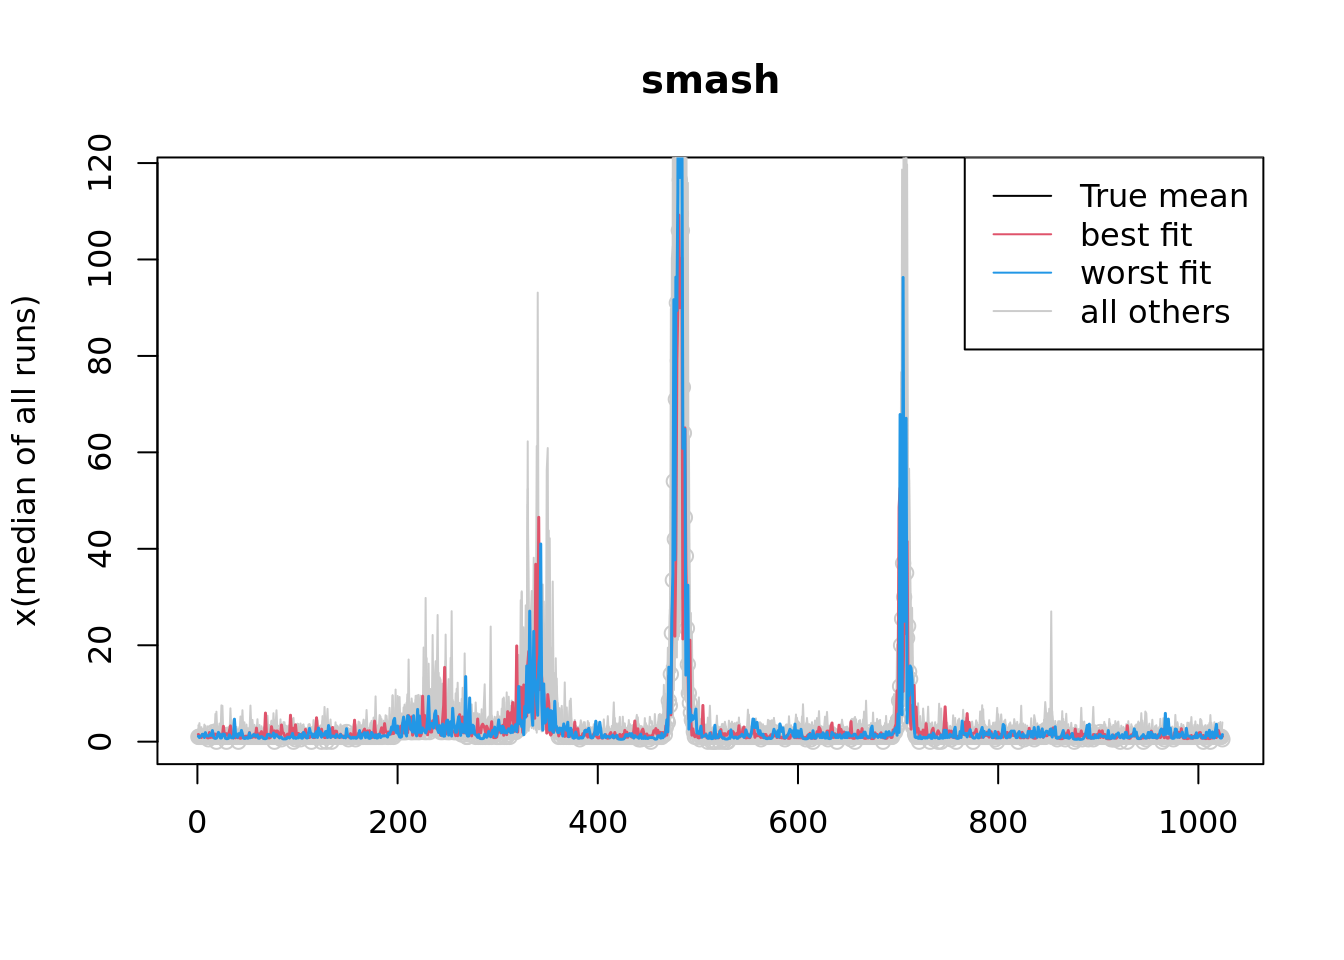 smash
x(median of all runs)
120
100
80
60
40
20
0
0 200 400 600 800 1000
True mean
best fit
worst fit
all others